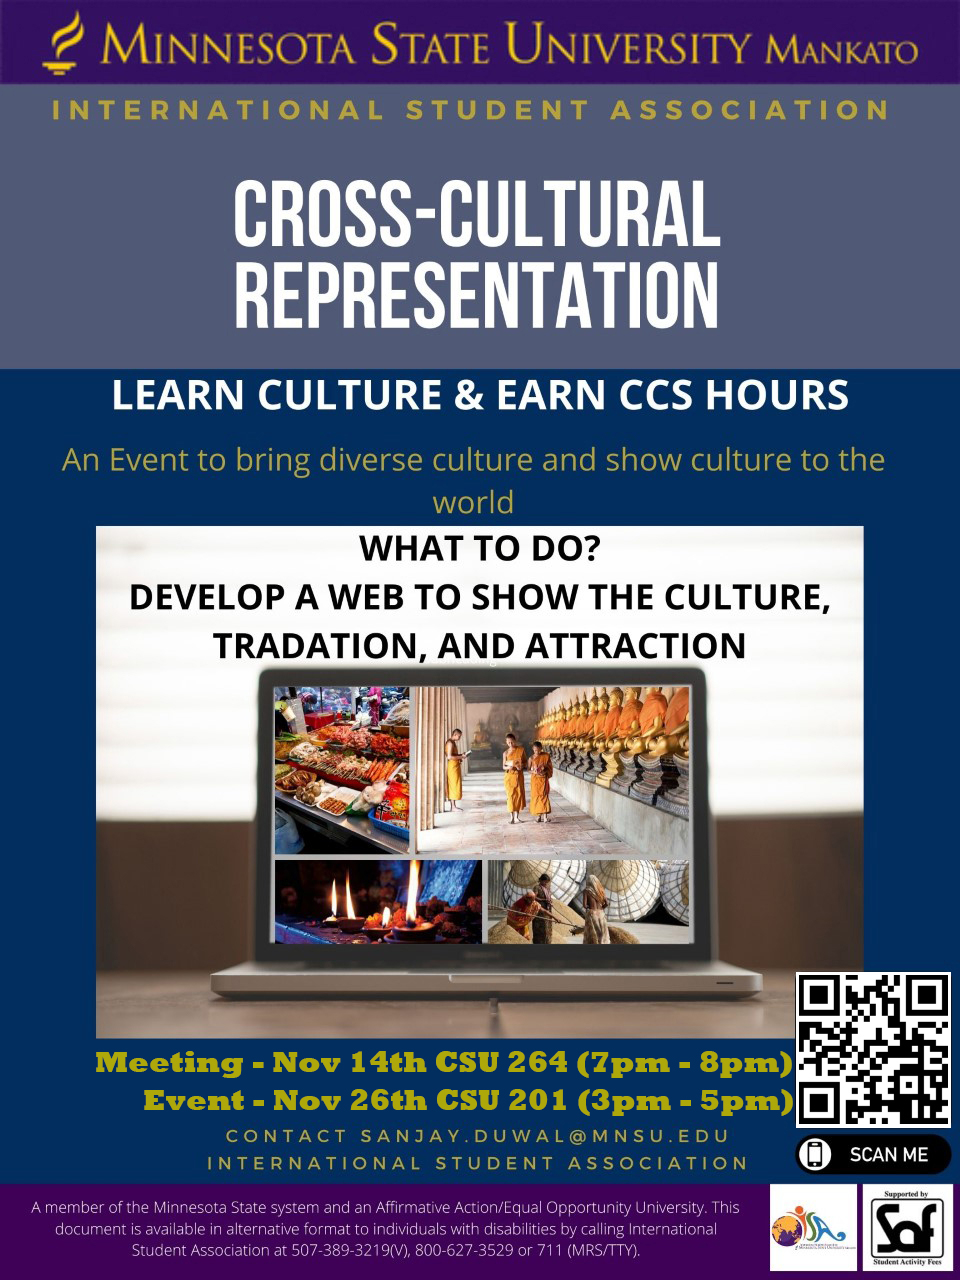 MINNESOTA STATE UNIVERSITY MANKATO
INTERNATIONAL STUDENT ASSOCIATION
CROSS-CULTURAL
REPRESENTATION
LEARN CULTURE & EARN CCS HOURS
An Event to bring diverse culture and show culture to the
world
WHAT TO DO?
DEVELOP A WEB TO SHOW THE CULTURE,
TRADATION, AND ATTRACTION
Meeting - Nov 14th CSU 264 (7pm - 8pm)
Event - Nov 26th CSU 201 (3pm - 5pm)
CONTACT SANJAY.DUWAL@MNSU.EDU
INTERNATIONAL STUDENT ASSOCIATION
SCAN ME
A member of the Minnesota State system and an Affirmative Action/Equal Opportunity University. This
document is available in alternative format to individuals with disabilities by calling International
Student Association at 507-389-3219(V), 800-627-3529 or 711 (MRS/TTY).
ISA
Supported by
Saf
Student Activity Fees